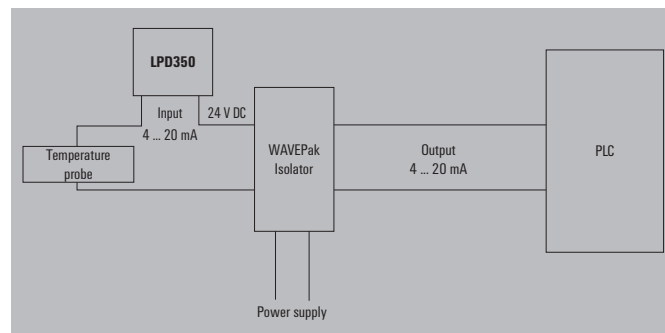 LPD350
Input
4 ... 20 mA
24 V DC
Temperature
probe
WAVEPak
Isolator
Output
4 ... 20 mA
PLC
Power supply